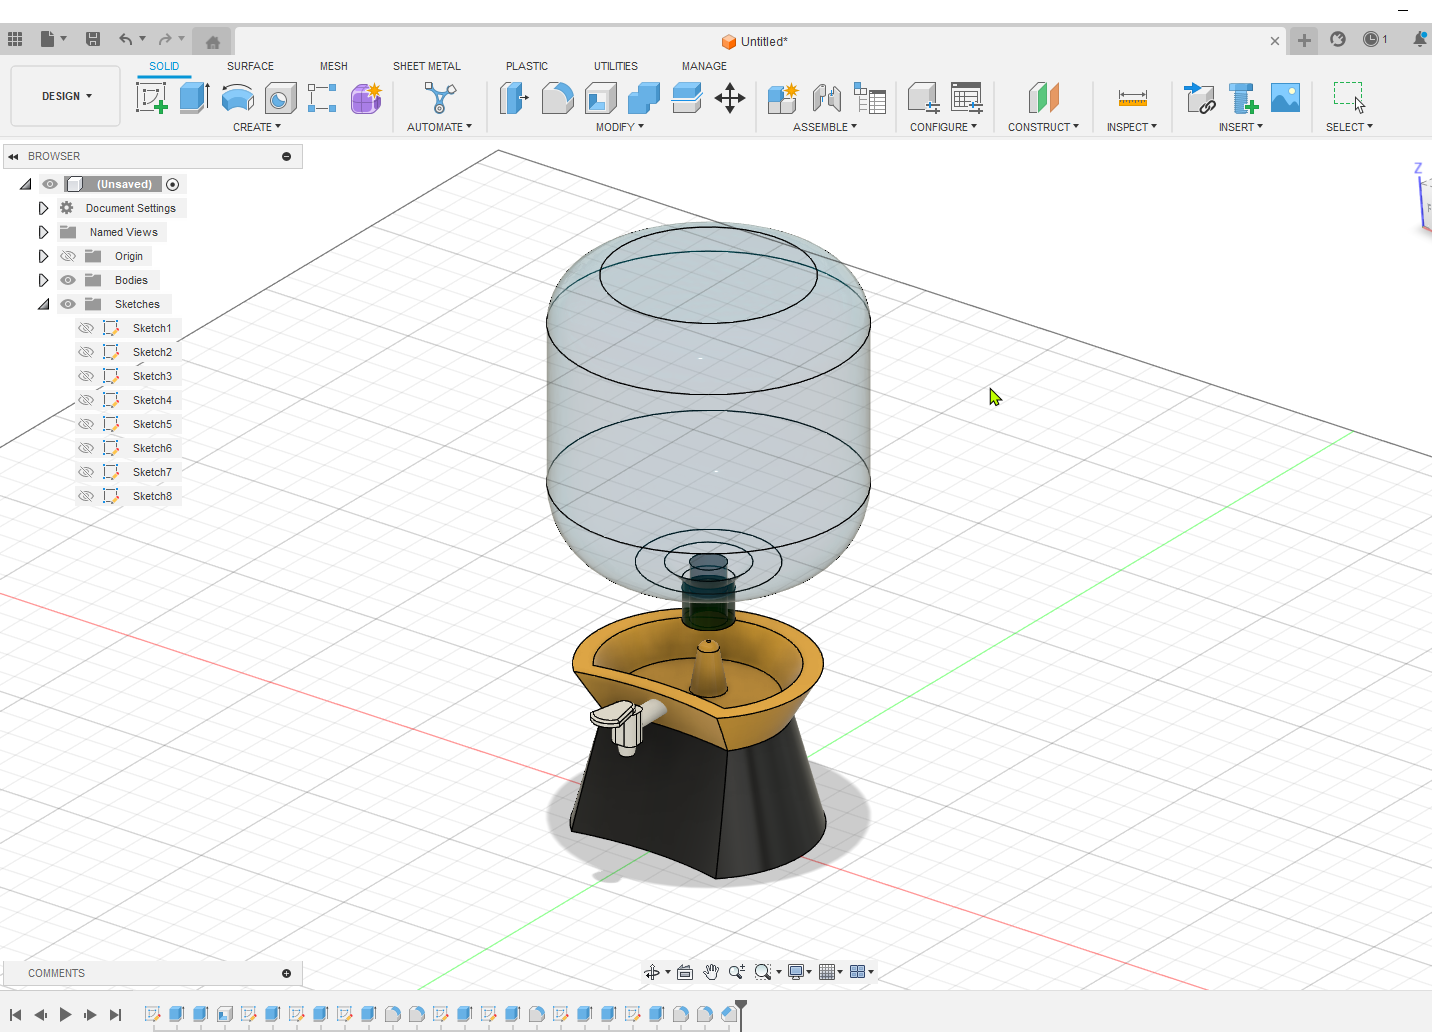 Untitled*
1
DESIGN
SOLID SURFACE MESH SHEET METAL PLASTIC UTILITIES MANAGE
CREATE AUTOMATE MODIFY ASSEMBLE CONFIGURE CONSTRUCT INSPECT INSERT SELECT
BROWSER
(Unsaved)
Document Settings
Named Views
Origin
Bodies
Sketches
Sketch1
Sketch2
Sketch3
Sketch4
Sketch5
Sketch6
Sketch7
Sketch8
Z
COMMENTS